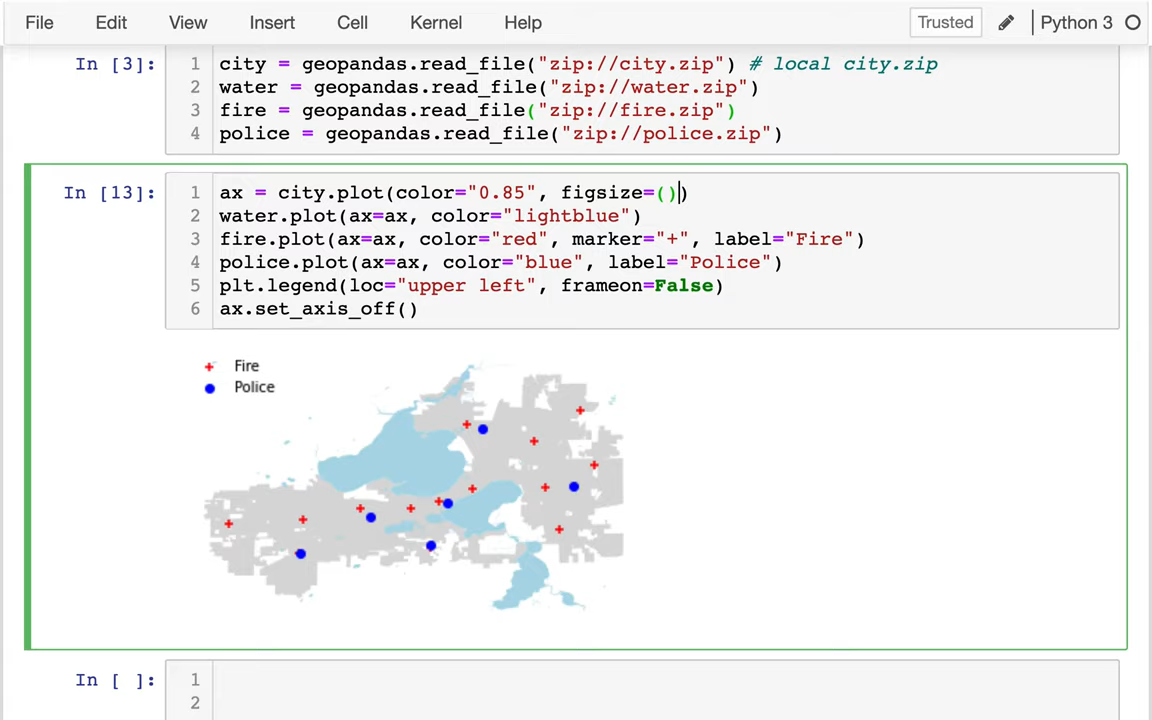 File Edit View Insert Cell Kernel Help Trusted Python 3
In [3]:
1 city = geopandas.read_file("zip://city.zip") # local city.zip
2 water = geopandas.read_file("zip://water.zip")
3 fire = geopandas.read_file("zip://fire.zip")
4 police = geopandas.read_file("zip://police.zip")
In [13]:
1 ax = city.plot(color="0.85", figsize=())
2 water.plot(ax=ax, color="lightblue")
3 fire.plot(ax=ax, color="red", marker="+", label="Fire")
4 police.plot(ax=ax, color="blue", label="Police")
5 plt.legend(loc="upper left", frameon=False)
6 ax.set_axis_off()
Fire
Police
In [ ]:
1
2